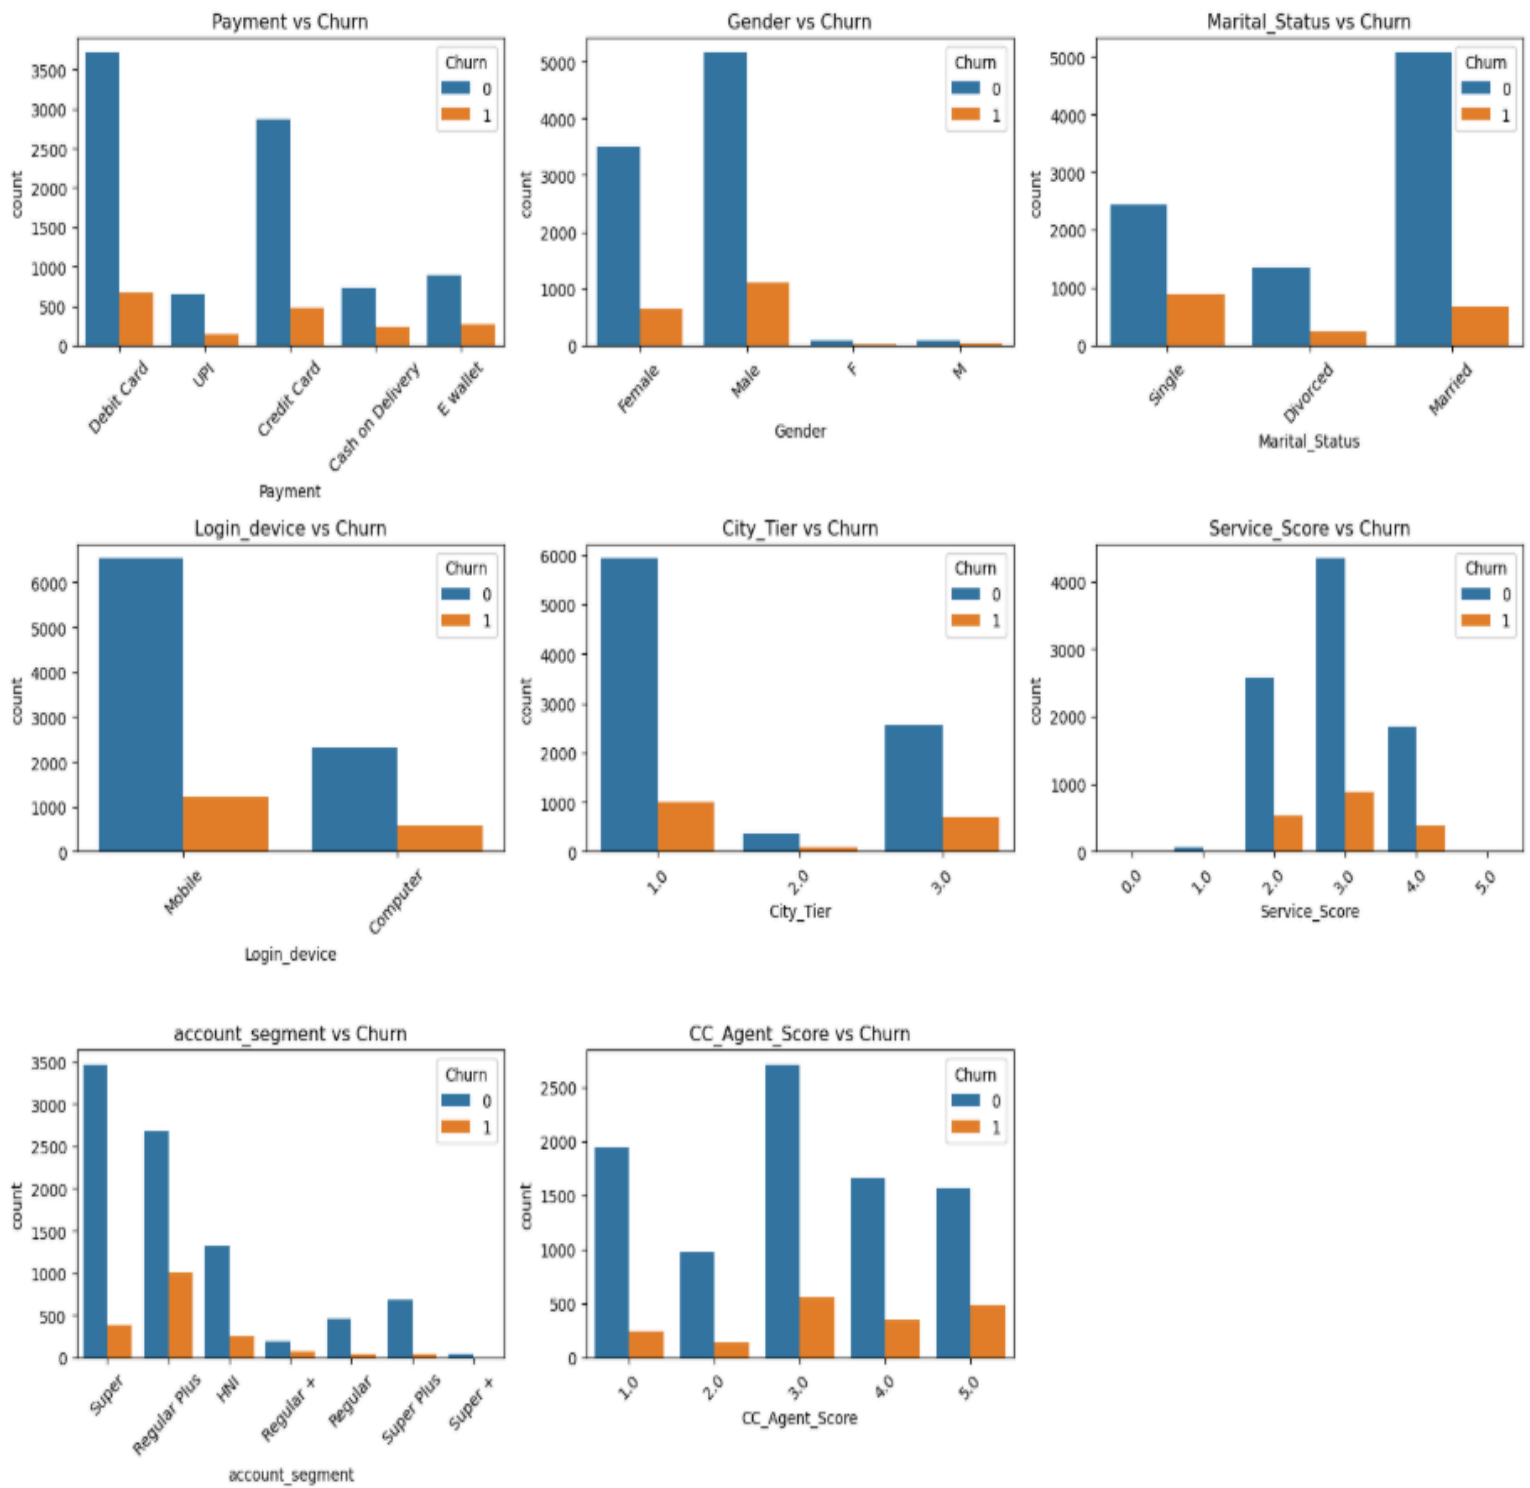 Payment vs Churn
Churn
0
1
3500
3000
2500
2000
1500
1000
500
0
count
Debit Card
UPI
Credit Card
Cash on Delivery
E wallet
Payment
Gender vs Churn
Churn
0
1
5000
4000
3000
2000
1000
0
count
Female
Male
F
M
Gender
Marital_Status vs Churn
Churn
0
1
5000
4000
3000
2000
1000
0
count
Single
Divorced
Married
Marital_Status
Login_device vs Churn
Churn
0
1
6000
5000
4000
3000
2000
1000
0
count
Mobile
Computer
Login_device
City_Tier vs Churn
Churn
0
1
6000
5000
4000
3000
2000
1000
0
count
1.0
2.0
3.0
City_Tier
Service_Score vs Churn
Churn
0
1
4000
3000
2000
1000
0
count
0.0
1.0
2.0
3.0
4.0
5.0
Service_Score
account_segment vs Churn
Churn
0
1
3500
3000
2500
2000
1500
1000
500
0
count
Super
Regular Plus
HNI
Regular +
Regular
Super Plus
Super +
account_segment
CC_Agent_Score vs Churn
Churn
0
1
2500
2000
1500
1000
500
0
count
1.0
2.0
3.0
4.0
5.0
CC_Agent_Score